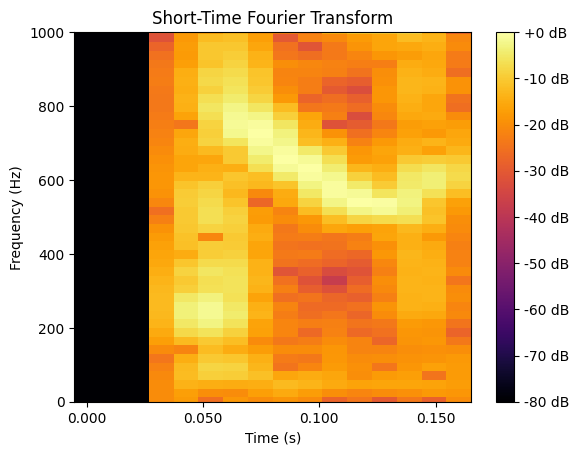 Short-Time Fourier Transform
1000
800
600
400
200
0
Frequency (Hz)
0.000
0.050
0.100
0.150
Time (s)
+0 dB
-10 dB
-20 dB
-30 dB
-40 dB
-50 dB
-60 dB
-70 dB
-80 dB